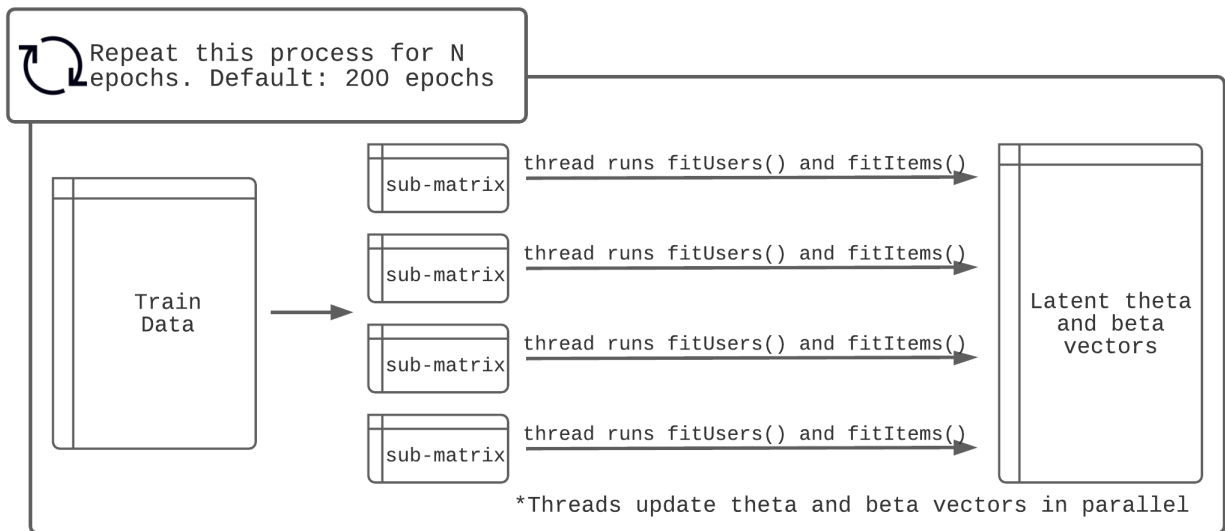 Repeat this process for N
epochs. Default: 200 epochs
Train
Data
sub-matrix
thread runs fitUsers() and fitItems()
sub-matrix
thread runs fitUsers() and fitItems()
sub-matrix
thread runs fitUsers() and fitItems()
sub-matrix
thread runs fitUsers() and fitItems()
Latent theta
and beta
vectors
*Threads update theta and beta vectors in parallel